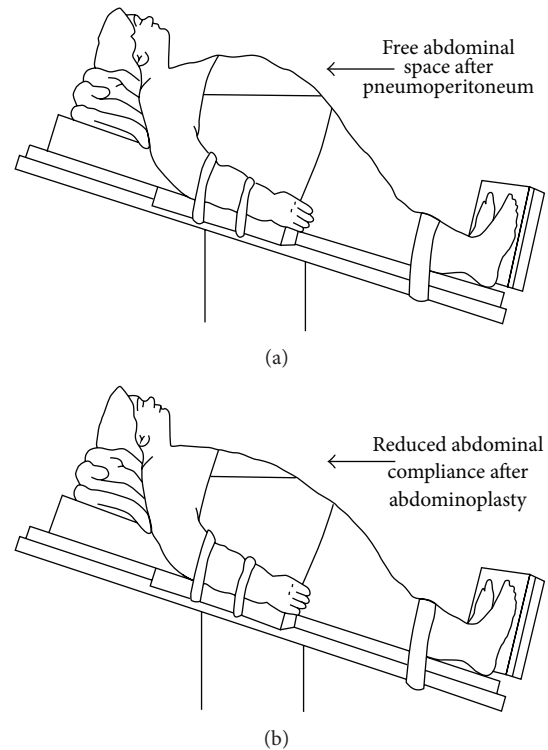 Free abdominal
space after
pneumoperitoneum
(a)
Reduced abdominal
compliance after
abdominoplasty
(b)